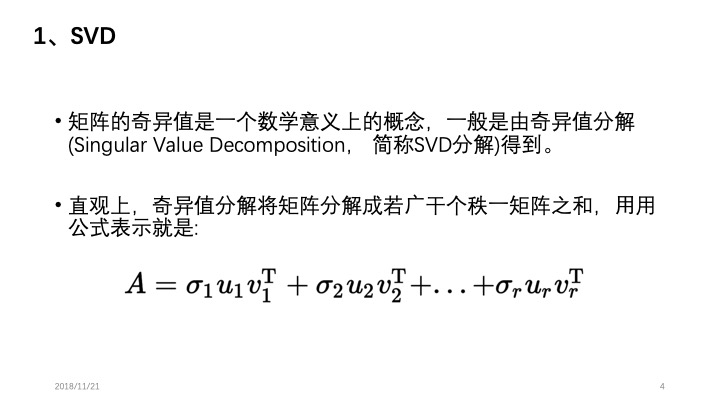 1、SVD
• 矩阵的奇异值是一个数学意义上的概念，一般是由奇异值分解
(Singular Value Decomposition， 简称SVD分解)得到。
• 直观上，奇异值分解将矩阵分解成若广干个秩一矩阵之和，用用
公式表示就是:
A = σ₁u₁v₁ᵀ + σ₂u₂v₂ᵀ+...+σᵣuᵣvᵣᵀ
2018/11/21
4